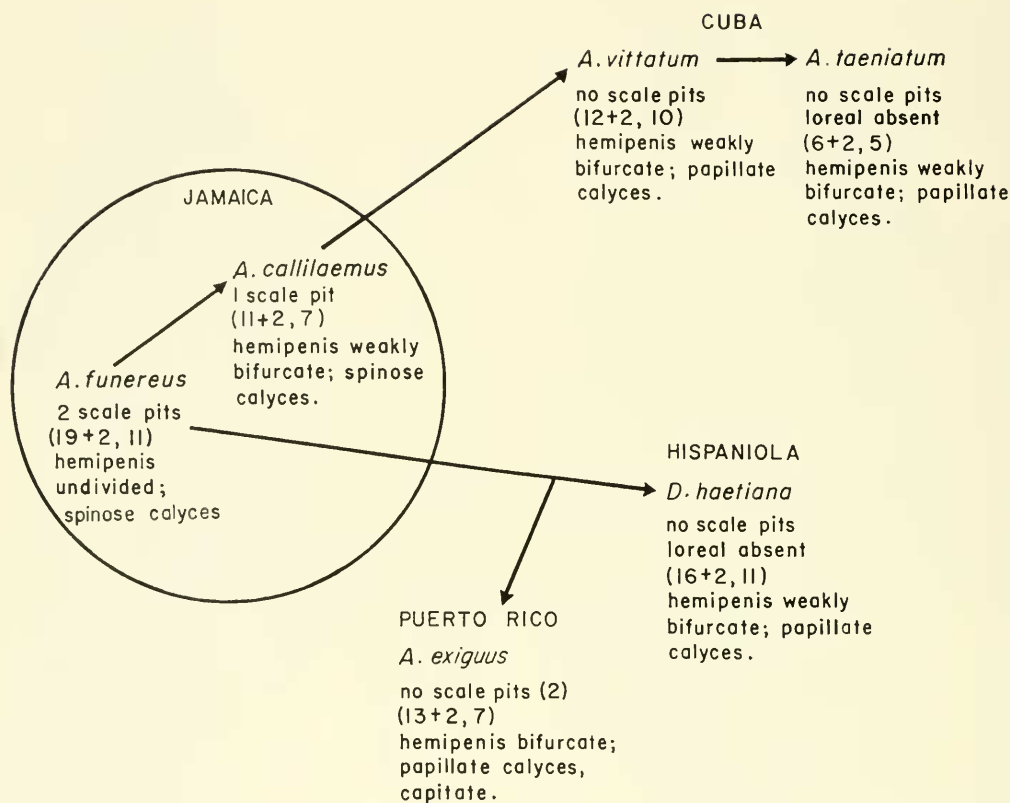 CUBA
A. vittatum
no scale pits
(12+2, 10)
hemipenis weakly
bifurcate; papillate
calyces.
A. taeniatum
no scale pits
loreal absent
(6+2, 5)
hemipenis weakly
bifurcate; papillate
calyces.
JAMAICA
A. callilaemus
1 scale pit
(11+2, 7)
hemipenis weakly
bifurcate; spinose
calyces.
A. funereus
2 scale pits
(19+2, 11)
hemipenis
undivided;
spinose calyces
HISPANIOLA
D. haetiana
no scale pits
loreal absent
(16+2, 11)
hemipenis weakly
bifurcate; papillate
calyces.
PUERTO RICO
A. exiguus
no scale pits (2)
(13+2, 7)
hemipenis bifurcate;
papillate calyces,
capitate.